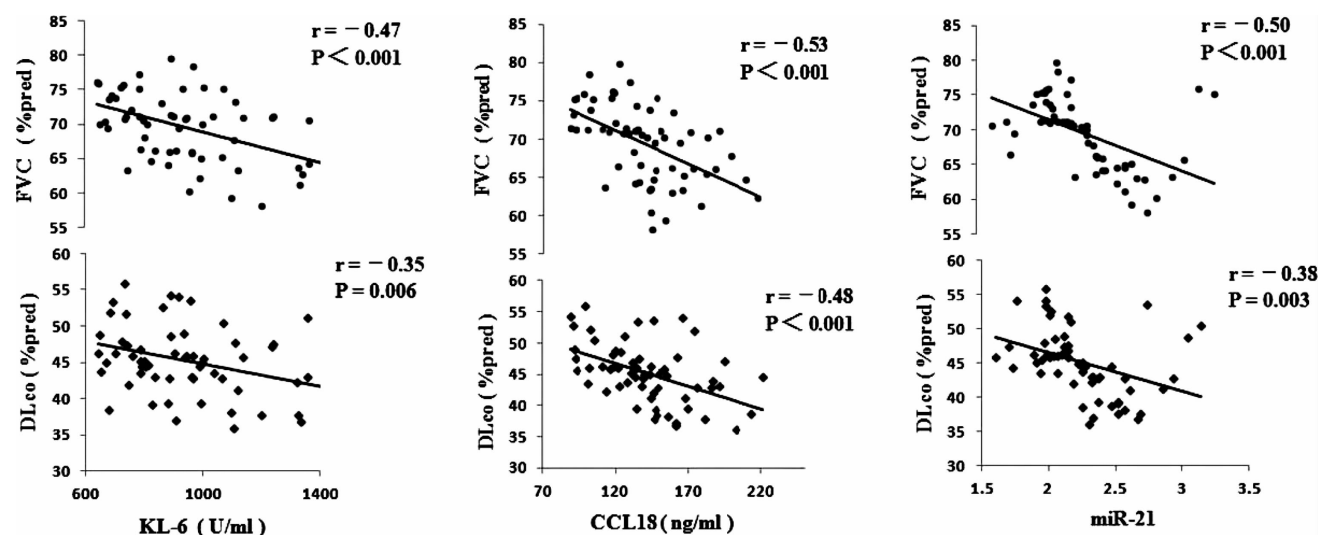 r = −0.47
P < 0.001
85
80
75
70
65
60
55
FVC ( %pred )
r = −0.53
P < 0.001
85
80
75
70
65
60
55
FVC ( %pred )
r = −0.50
P < 0.001
85
80
75
70
65
60
55
FVC ( %pred )
r = −0.35
P = 0.006
60
55
50
45
40
35
30
DLco ( %pred )
600 1000 1400
KL-6 ( U/ml )
r = −0.48
P < 0.001
60
55
50
45
40
35
30
DLco ( %pred )
70 120 170 220
CCL18 ( ng/ml )
r = −0.38
P = 0.003
60
55
50
45
40
35
30
DLco ( %pred )
1.5 2 2.5 3 3.5
miR-21